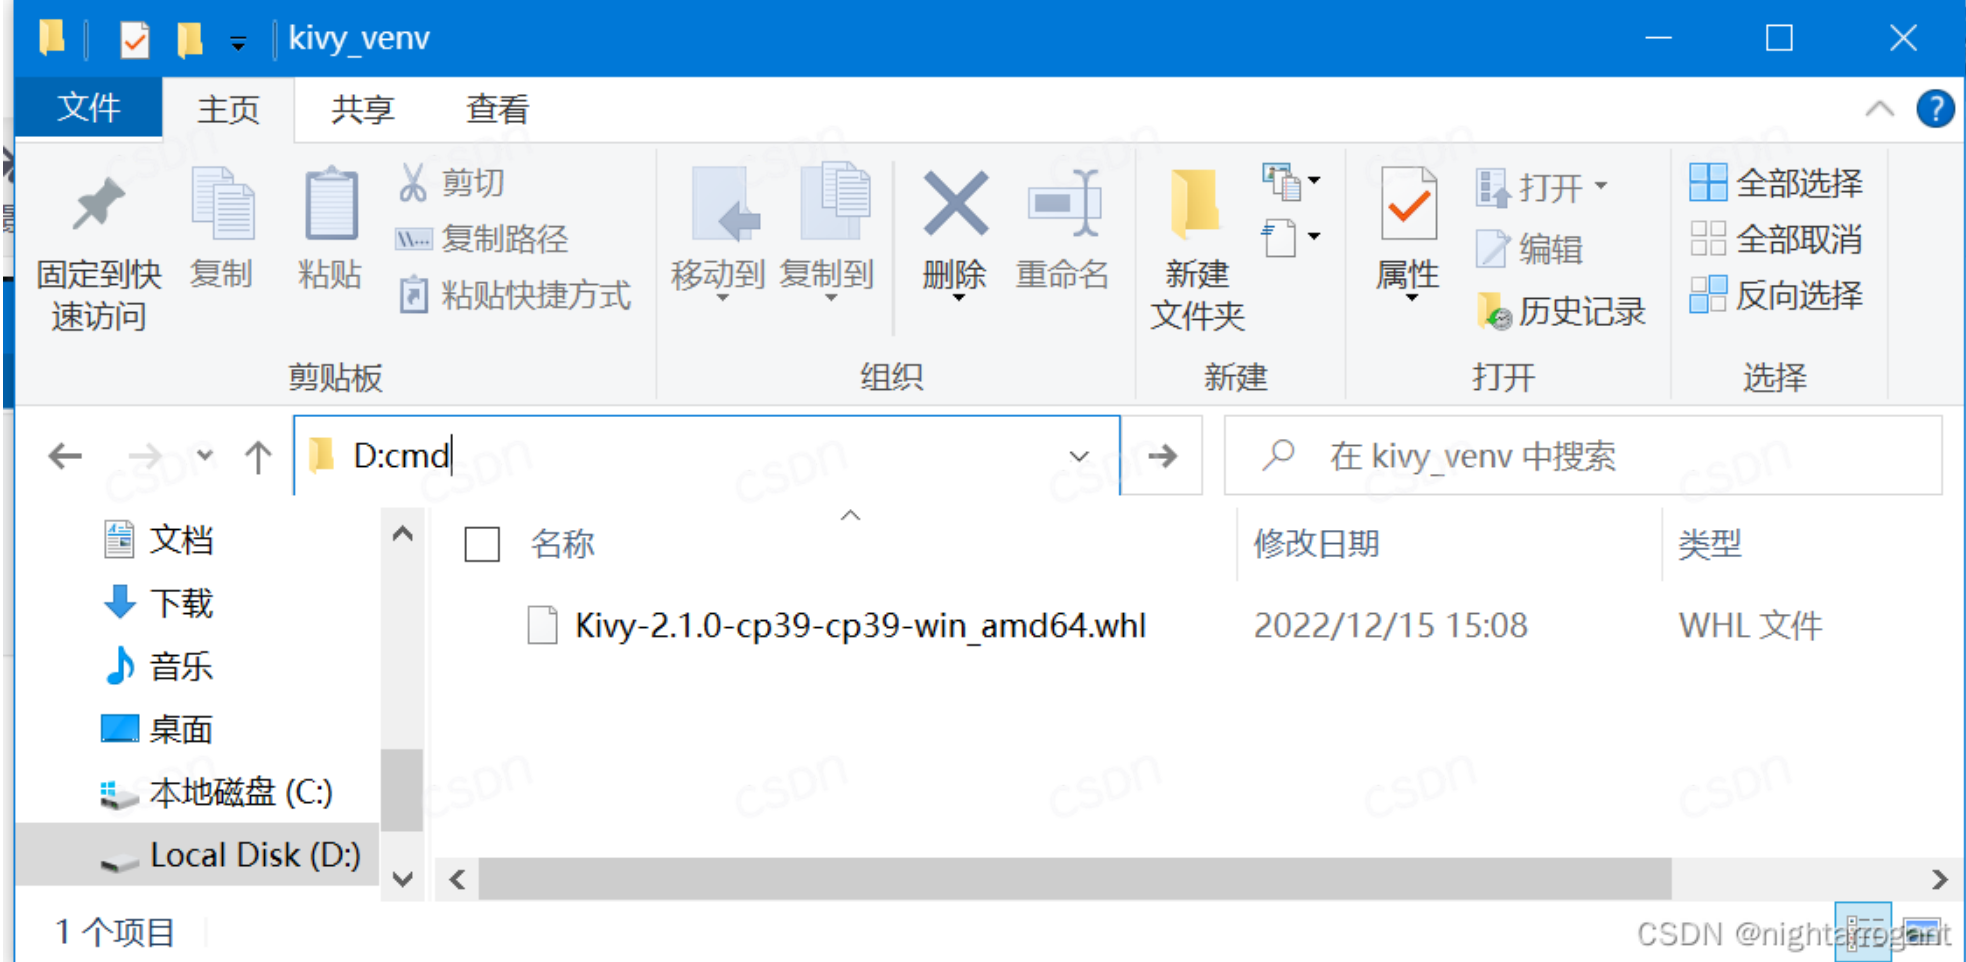 kivy_venv
文件 主页 共享 查看
固定到快速访问
复制
粘贴
剪切
复制路径
粘贴快捷方式
剪贴板
移动到
复制到
删除
重命名
组织
新建文件夹
新建
属性
打开
编辑
历史记录
打开
全部选择
全部取消
反向选择
选择
D:cmd
在 kivy_venv 中搜索
文档
下载
音乐
桌面
本地磁盘 (C:)
Local Disk (D:)
名称 修改日期 类型
Kivy-2.1.0-cp39-cp39-win_amd64.whl 2022/12/15 15:08 WHL 文件
1 个项目
CSDN @nightarrogant